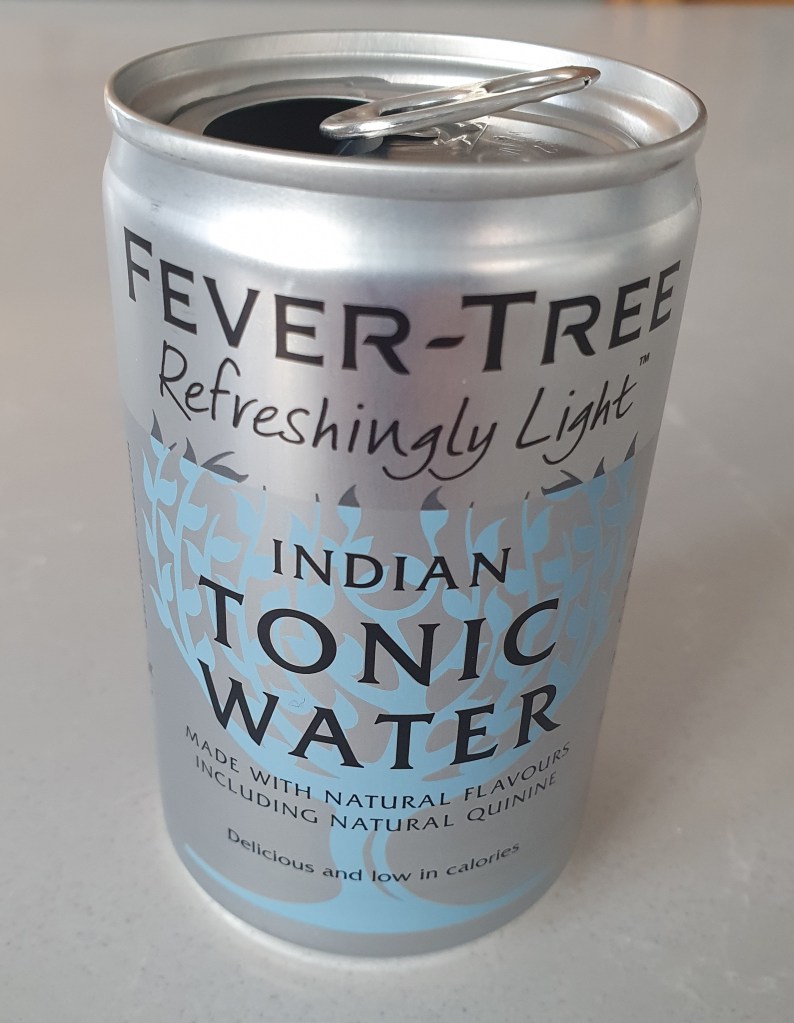 FEVER-TREE
Refreshingly Light™
INDIAN
TONIC
WATER
MADE WITH NATURAL FLAVOURS
INCLUDING NATURAL QUININE
Delicious and low in calories